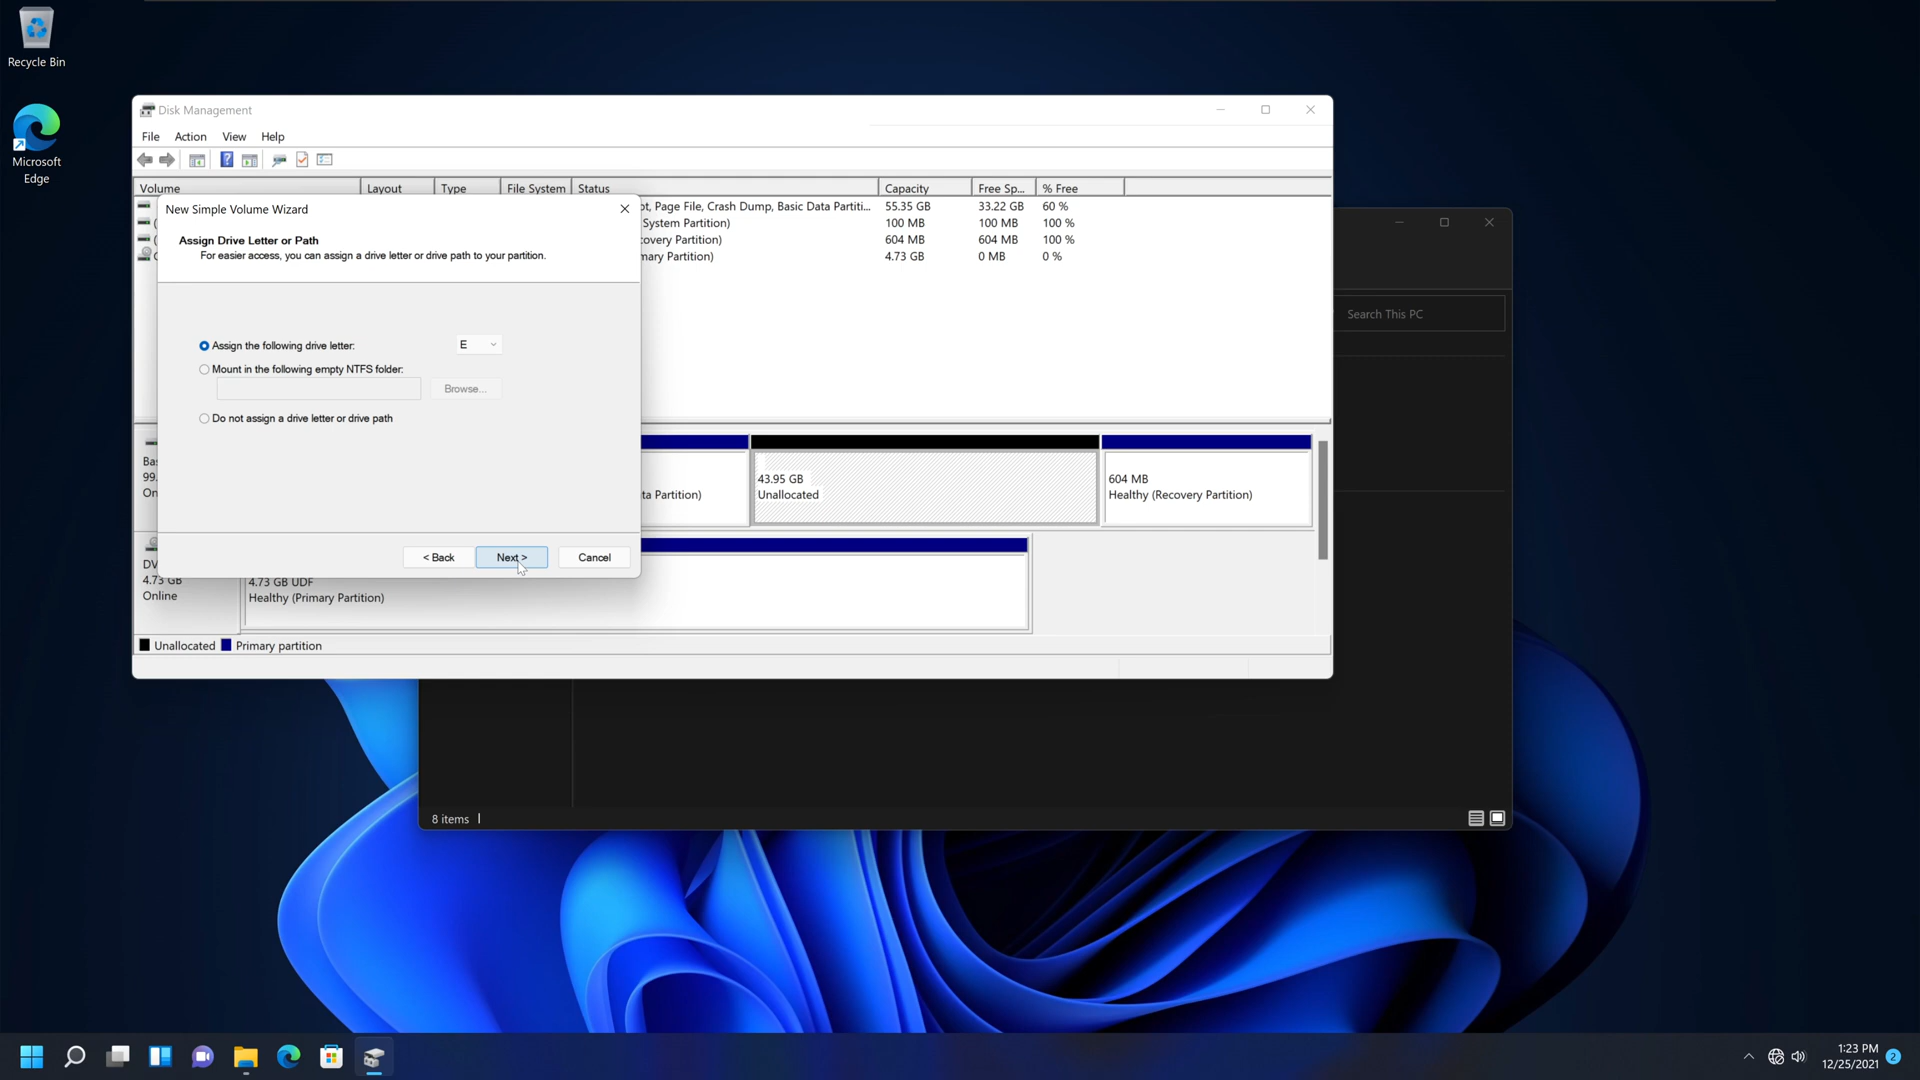 Recycle Bin
Microsoft
Edge
Disk Management
File Action View Help
Volume Layout Type File System Status Capacity Free Sp... % Free
ot, Page File, Crash Dump, Basic Data Partiti... 55.35 GB 33.22 GB 60 %
System Partition) 100 MB 100 MB 100 %
overy Partition) 604 MB 604 MB 100 %
mary Partition) 4.73 GB 0 MB 0 %
New Simple Volume Wizard
Assign Drive Letter or Path
For easier access, you can assign a drive letter or drive path to your partition.
Assign the following drive letter: E
Mount in the following empty NTFS folder:
Browse...
Do not assign a drive letter or drive path
< Back Next > Cancel
Search This PC
Bas
99.
On
ta Partition)
43.95 GB
Unallocated
604 MB
Healthy (Recovery Partition)
DV
4.73 GB
Online
4.73 GB UDF
Healthy (Primary Partition)
Unallocated Primary partition
8 items
1:23 PM
12/25/2021
2